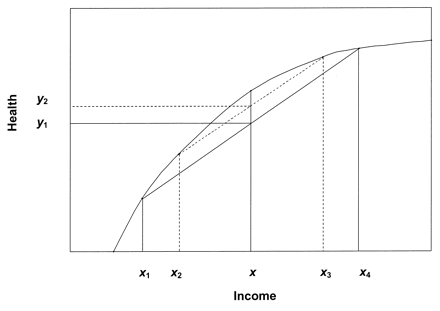 y2
Health
y1
x1 x2 x x3 x4
Income